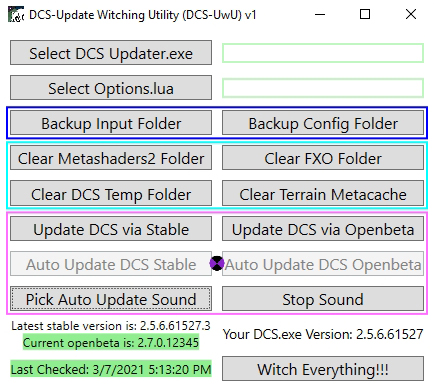 DCS-Update Witching Utility (DCS-UwU) v1
Select DCS Updater.exe
Select Options.lua
Backup Input Folder Backup Config Folder
Clear Metashaders2 Folder Clear FXO Folder
Clear DCS Temp Folder Clear Terrain Metacache
Update DCS via Stable Update DCS via Openbeta
Auto Update DCS Stable Auto Update DCS Openbeta
Pick Auto Update Sound Stop Sound
Latest stable version is: 2.5.6.61527.3
Current openbeta is: 2.7.0.12345
Your DCS.exe Version: 2.5.6.61527
Last Checked: 3/7/2021 5:13:20 PM Witch Everything!!!